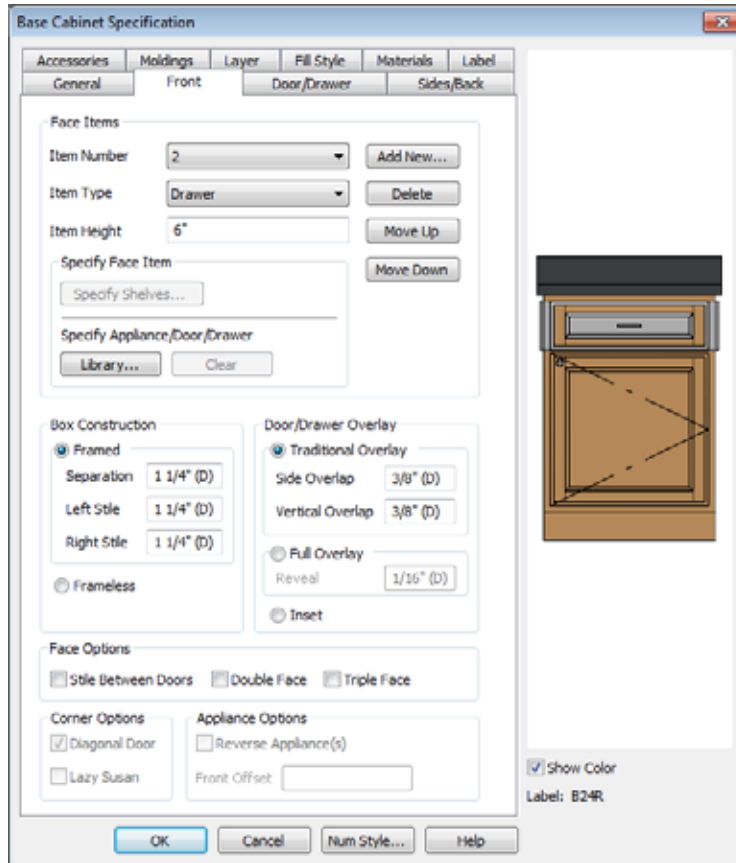 Base Cabinet Specification
Accessories Moldings Layer Fill Style Materials Label
General Front Door/Drawer Sides/Back
Face Items
Item Number 2 Add New...
Item Type Drawer Delete
Item Height 6" Move Up
Specify Face Item Move Down
Specify Shelves...
Specify Appliance/Door/Drawer
Library... Clear
Box Construction Door/Drawer Overlay
Framed Traditional Overlay
Separation 1 1/4" (D) Side Overlap 3/8" (D)
Left Stile 1 1/4" (D) Vertical Overlap 3/8" (D)
Right Stile 1 1/4" (D)
Full Overlay
Frameless Reveal 1/16" (D)
Inset
Face Options
Stile Between Doors Double Face Triple Face
Corner Options Appliance Options
Diagonal Door Reverse Appliance(s)
Lazy Susan Front Offset
Show Color
Label: B24R
OK Cancel Num Style... Help